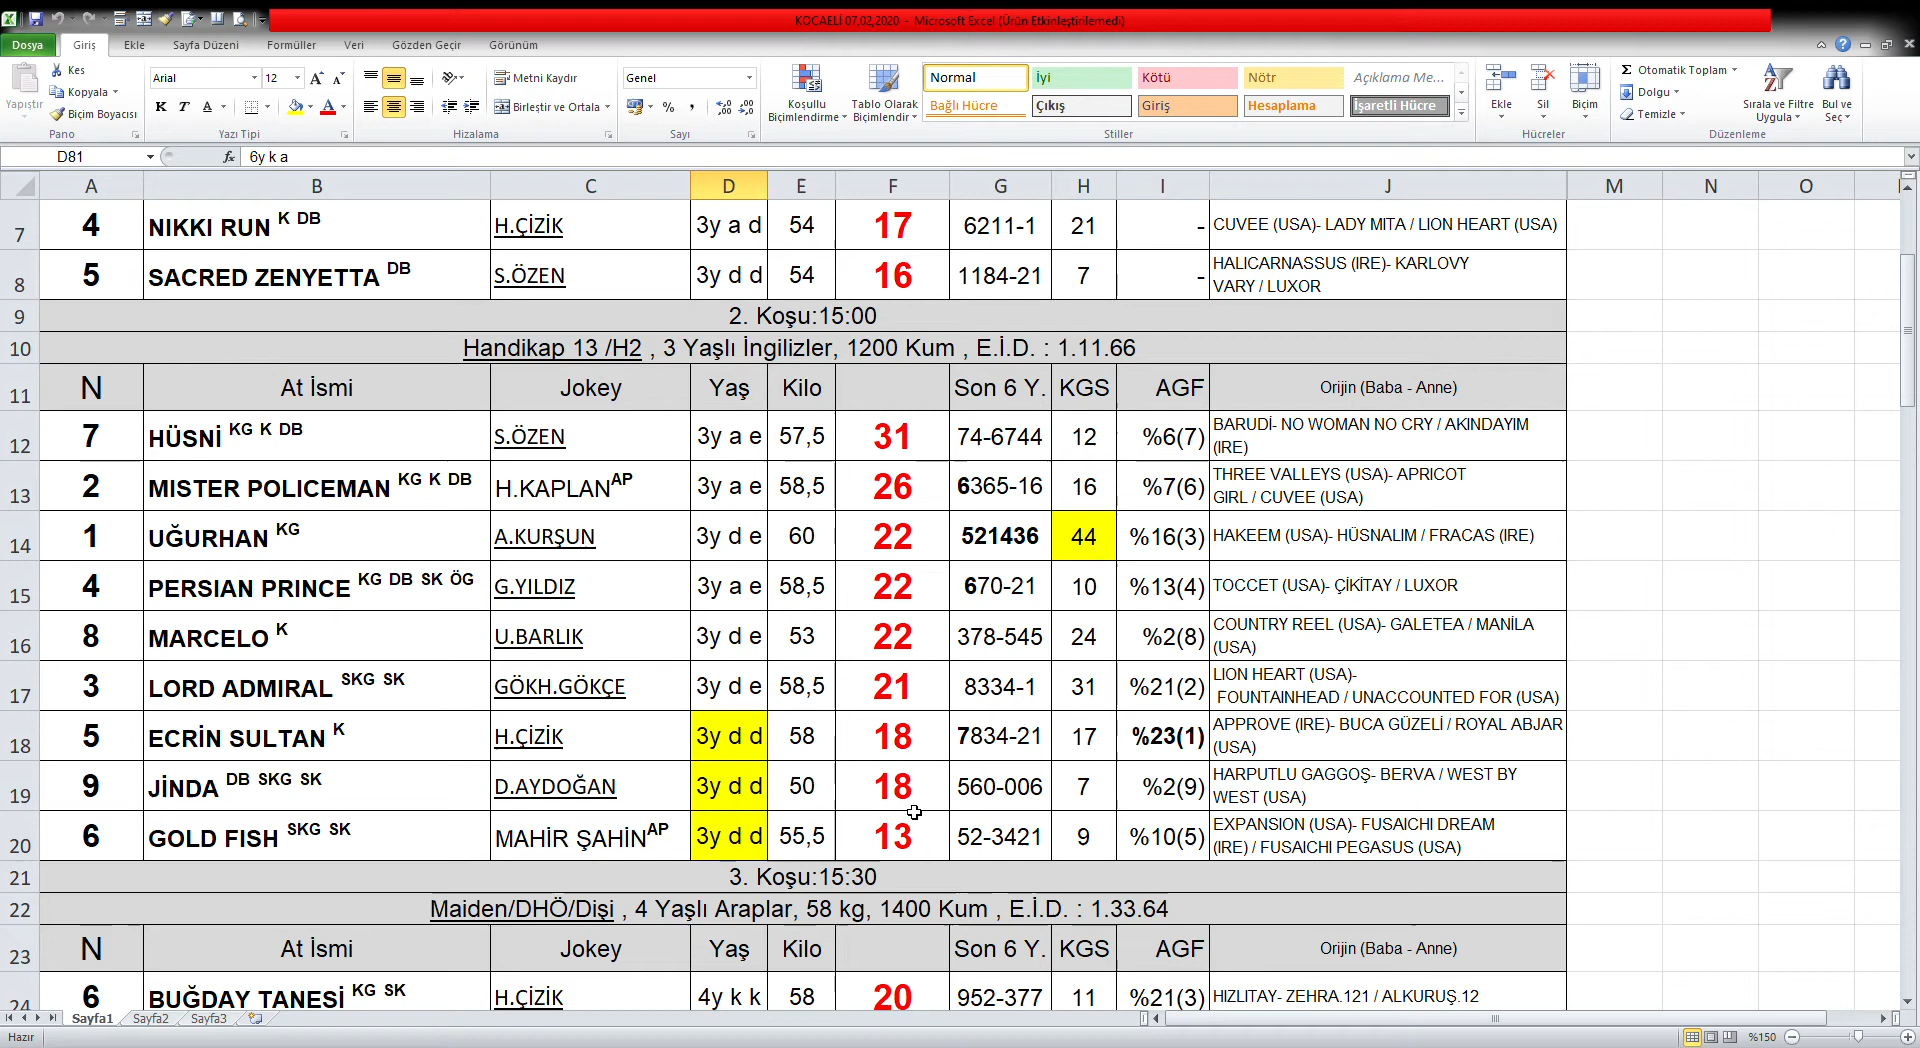 KOCAELİ 07,02,2020 - Microsoft Excel (Ürün Etkinleştirilemedi)
Dosya Giriş Ekle Sayfa Düzeni Formüller Veri Gözden Geçir Görünüm
Yapıştır Kes Kopyala Biçim Boyacısı Pano
Arial 12 K T A A A Yazı Tipi
Metni Kaydır Birleştir ve Ortala Hizalama
Genel % Sayı
Koşullu Biçimlendirme Tablo Olarak Biçimlendir
Normal İyi Kötü Nötr Açıklama Me...
Bağlı Hücre Çıkış Giriş Hesaplama İşaretli Hücre
Stiller
Ekle Sil Biçim Hücreler
Otomatik Toplam Dolgu Temizle Sırala ve Filtre Uygula Bul ve Seç Düzenleme
D81 fx 6y k a
A B C D E F G H I J M N O
7 4 NIKKI RUN K DB H.ÇİZİK 3y a d 54 17 6211-1 21 - CUVEE (USA)- LADY MITA / LION HEART (USA)
8 5 SACRED ZENYETTA DB S.ÖZEN 3y d d 54 16 1184-21 7 - HALICARNASSUS (IRE)- KARLOVY VARY / LUXOR
9 2. Koşu:15:00
10 Handikap 13 /H2 , 3 Yaşlı İngilizler, 1200 Kum , E.İ.D. : 1.11.66
11 N At İsmi Jokey Yaş Kilo Son 6 Y. KGS AGF Orijin (Baba - Anne)
12 7 HÜSNİ KG K DB S.ÖZEN 3y a e 57,5 31 74-6744 12 %6(7) BARUDİ- NO WOMAN NO CRY / AKINDAYIM (IRE)
13 2 MISTER POLICEMAN KG K DB H.KAPLAN AP 3y a e 58,5 26 6365-16 16 %7(6) THREE VALLEYS (USA)- APRICOT GIRL / CUVEE (USA)
14 1 UĞURHAN KG A.KURŞUN 3y d e 60 22 521436 44 %16(3) HAKEEM (USA)- HÜSNALIM / FRACAS (IRE)
15 4 PERSIAN PRINCE KG DB SK ÖG G.YILDIZ 3y a e 58,5 22 670-21 10 %13(4) TOCCET (USA)- ÇİKİTAY / LUXOR
16 8 MARCELO K U.BARLIK 3y d e 53 22 378-545 24 %2(8) COUNTRY REEL (USA)- GALETEA / MANİLA (USA)
17 3 LORD ADMIRAL SKG SK GÖKH.GÖKÇE 3y d e 58,5 21 8334-1 31 %21(2) LION HEART (USA)- FOUNTAINHEAD / UNACCOUNTED FOR (USA)
18 5 ECRİN SULTAN K H.ÇİZİK 3y d d 58 18 7834-21 17 %23(1) APPROVE (IRE)- BUCA GÜZELİ / ROYAL ABJAR (USA)
19 9 JİNDA DB SKG SK D.AYDOĞAN 3y d d 50 18 560-006 7 %2(9) HARPUTLU GAGGOŞ- BERVA / WEST BY WEST (USA)
20 6 GOLD FISH SKG SK MAHİR ŞAHİN AP 3y d d 55,5 13 52-3421 9 %10(5) EXPANSION (USA)- FUSAICHI DREAM (IRE) / FUSAICHI PEGASUS (USA)
21 3. Koşu:15:30
22 Maiden/DHÖ/Dişi , 4 Yaşlı Araplar, 58 kg, 1400 Kum , E.İ.D. : 1.33.64
23 N At İsmi Jokey Yaş Kilo Son 6 Y. KGS AGF Orijin (Baba - Anne)
24 6 BUĞDAY TANESİ KG SK H.ÇİZİK 4y k k 58 20 952-377 11 %21(3) HIZLITAY- ZEHRA.121 / ALKURUŞ.12
Sayfa1 Sayfa2 Sayfa3
Hazır %150